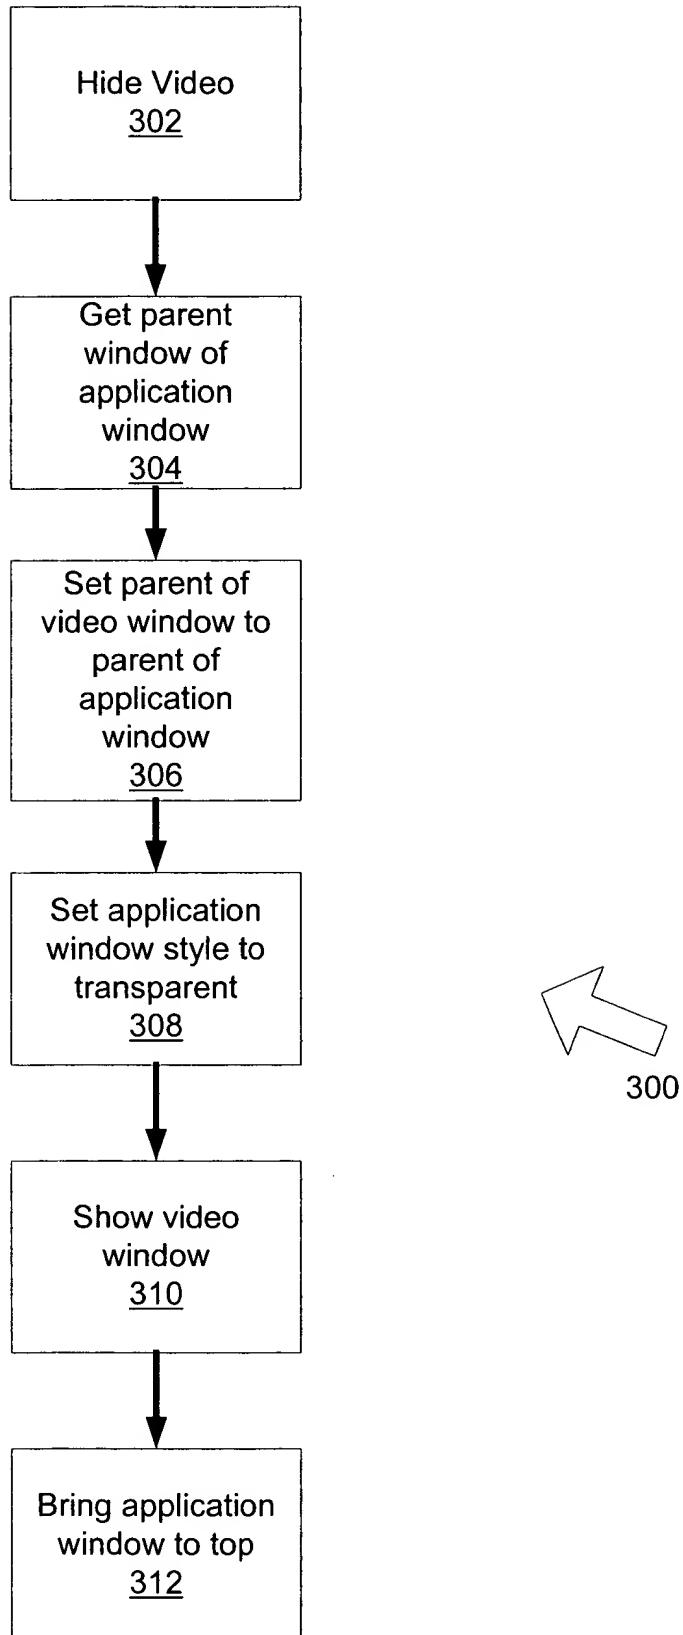 Hide Video
302
Get parent
window of
application
window
304
Set parent of
video window to
parent of
application
window
306
Set application
window style to
transparent
308
300
Show video
window
310
Bring application
window to top
312